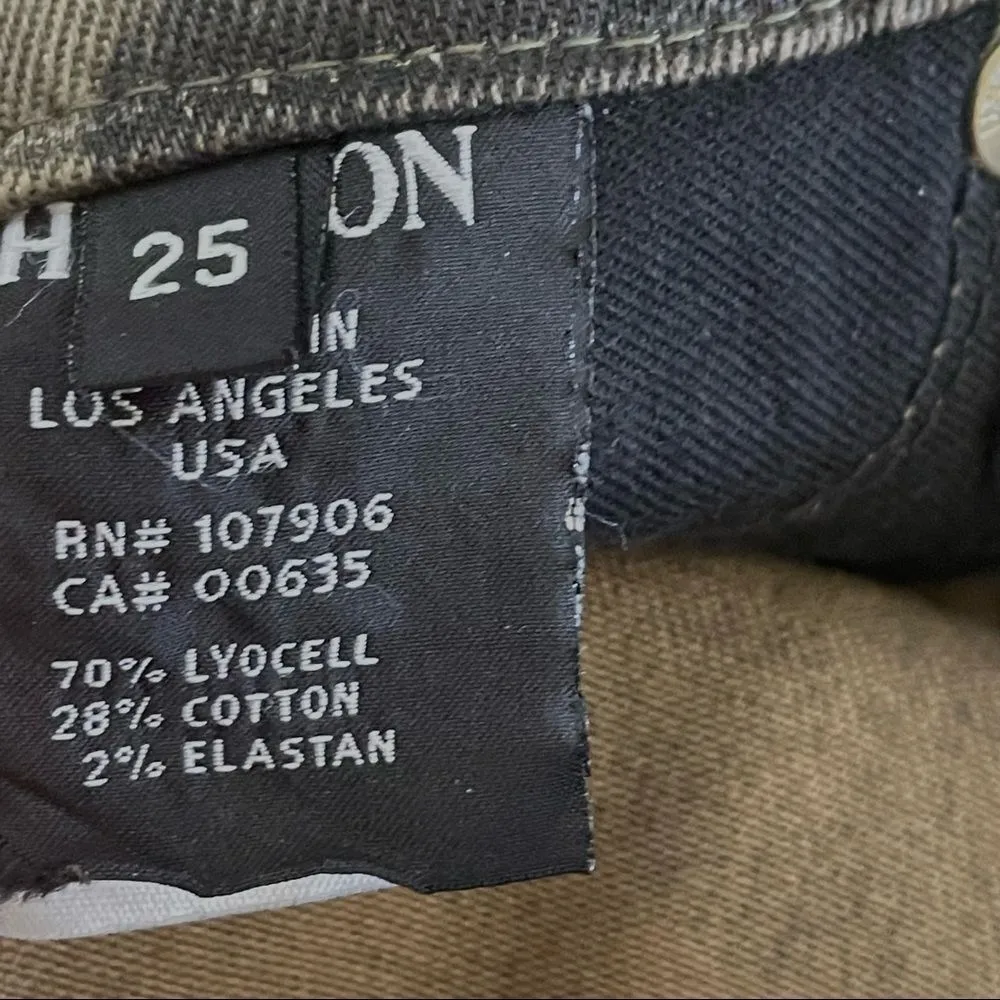 H ON
25
IN
LOS ANGELES
USA
RN# 107906
CA# 00635
70% LYOCELL
28% COTTON
2% ELASTAN